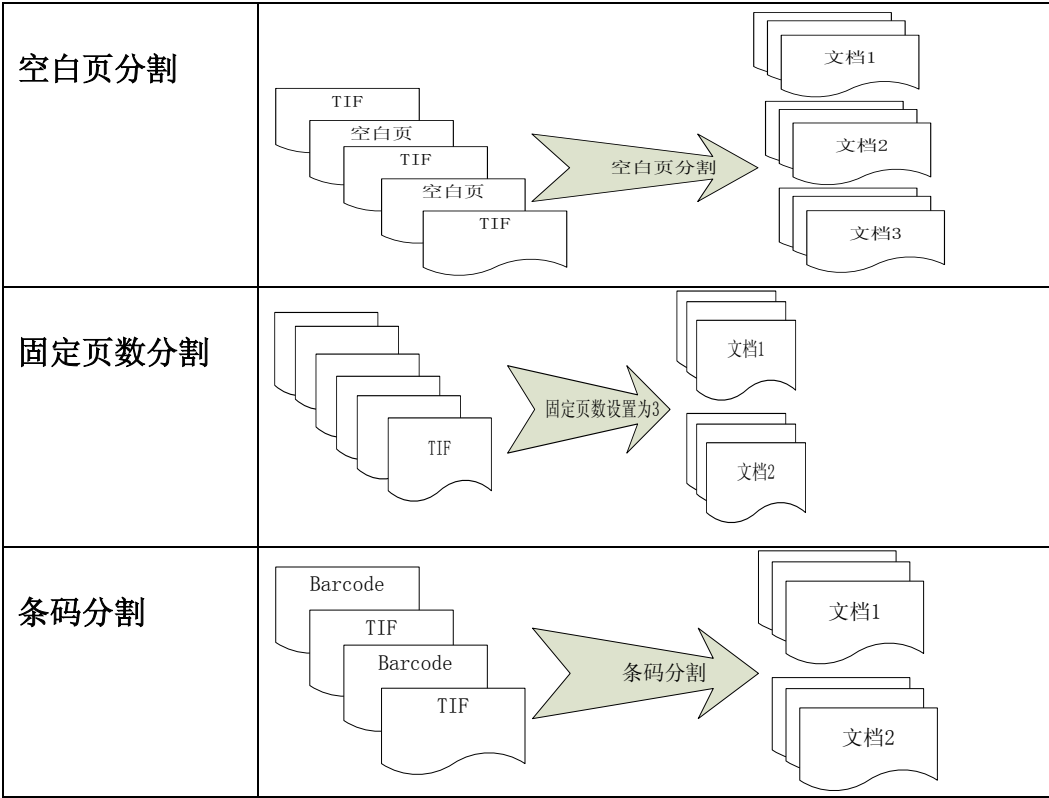 空白页分割
TIF
空白页
TIF
空白页
TIF
空白页分割
文档1
文档2
文档3
固定页数分割
TIF
固定页数设置为3
文档1
文档2
条码分割
Barcode
TIF
Barcode
TIF
条码分割
文档1
文档2